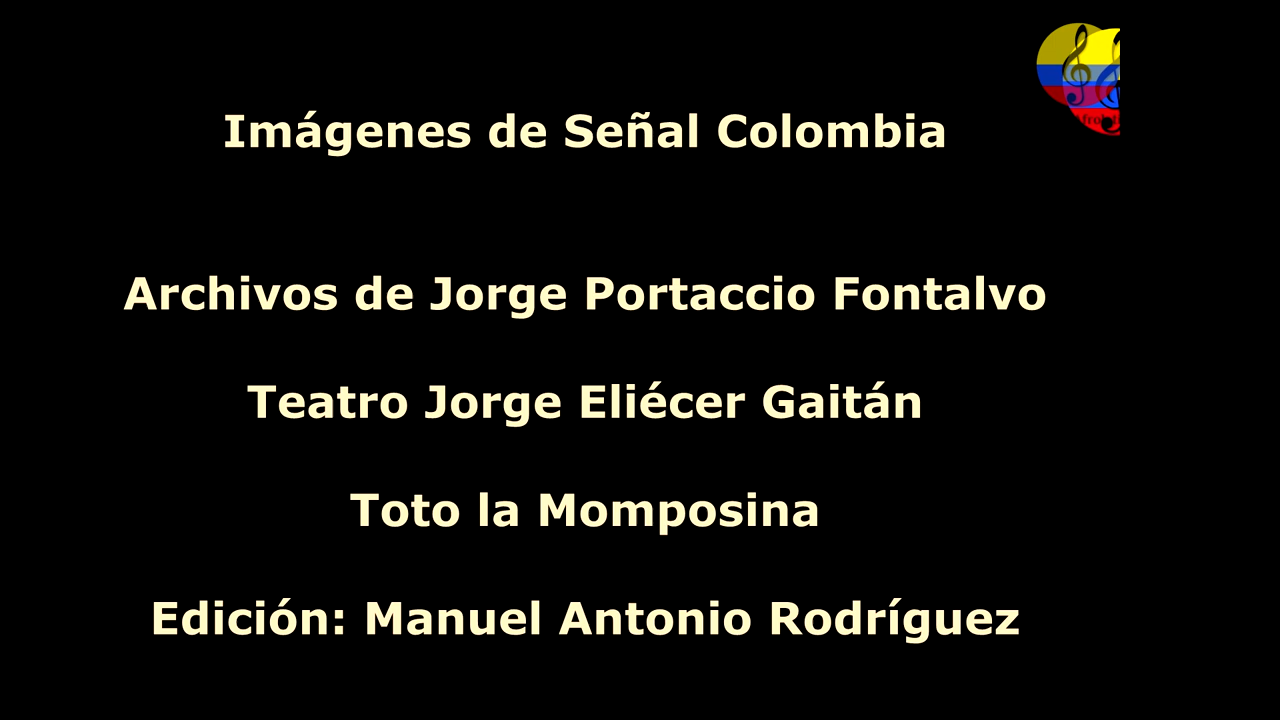 Imágenes de Señal Colombia
Archivos de Jorge Portaccio Fontalvo
Teatro Jorge Eliécer Gaitán
Toto la Momposina
Edición: Manuel Antonio Rodríguez